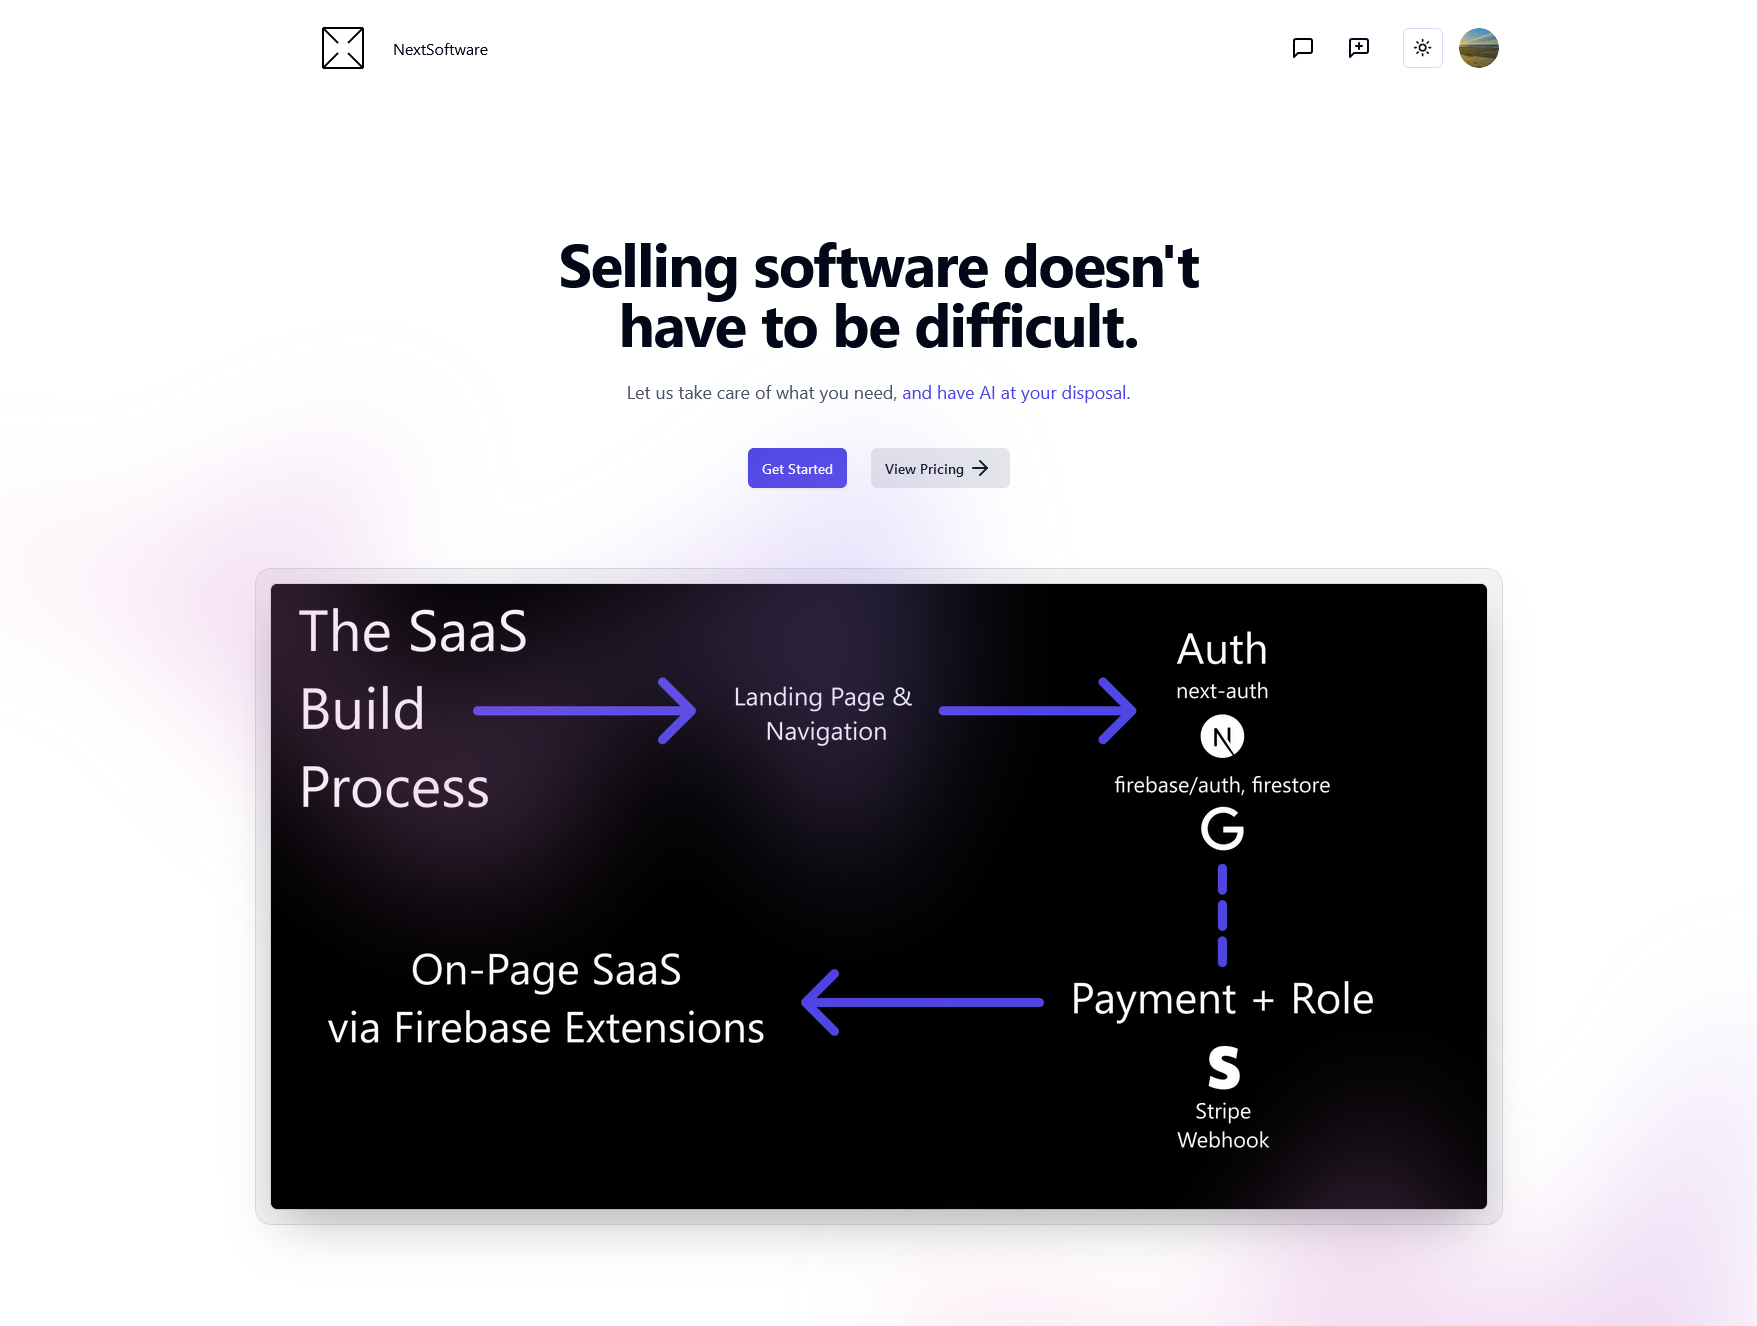 NextSoftware
Selling software doesn't
have to be difficult.
Let us take care of what you need, and have AI at your disposal.
Get Started
View Pricing
The SaaS
Build
Process
Landing Page &
Navigation
Auth
next-auth
N
firebase/auth, firestore
G
On-Page SaaS
via Firebase Extensions
Payment + Role
S
Stripe
Webhook